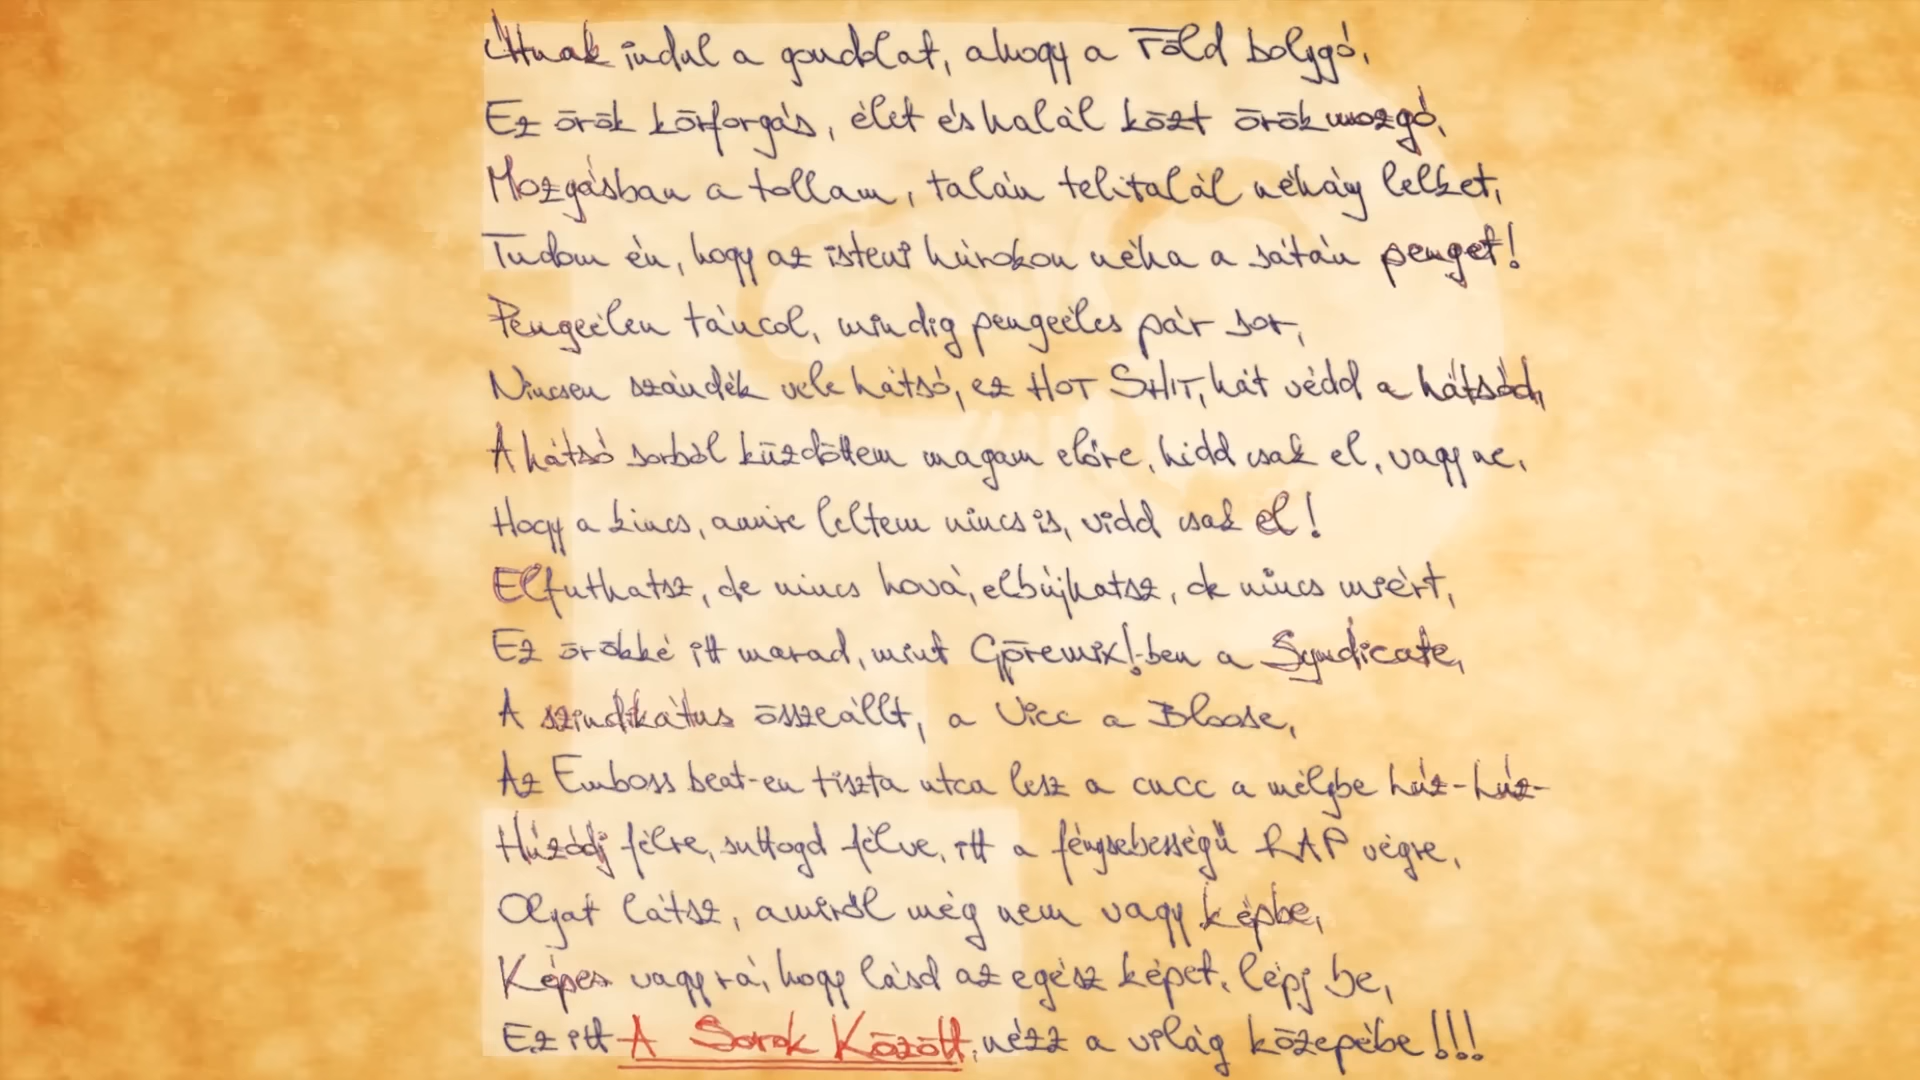 Útnak indul a gondolat, ahogy a Föld bolygó,
Ez örök körforgás, élet és halál közt örökmozgó,
Mozgásban a tollam, talán telitalál néhány lelket,
Tudom én, hogy az isteni húrokon néha a sátán penget!
Pengeélen táncol, mindig pengeéles pár sor,
Nincsen szándék vele hátsó, ez HOT SHIT, hát védd a hátsód,
A hátsó sorból küzdöttem magam előre, hidd csak el, vagy ne,
Hogy a kincs, amire leltem nincs is, vidd csak el!
Elfuthatsz, de nincs hová, elbújhatsz, de nincs miért,
Ez örökké itt marad, mint Győremix!-ben a Syndicate,
A szindikátus összeállt, a Vicc a Bloose,
Az Emboss beat-en tiszta utca lesz a cucc a mélybe húz-húz-
Húzódj félre, suttogd félve, itt a fénysebességű RAP végre,
Olyat látsz, amiről még nem vagy képbe,
Képes vagy rá, hogy lásd az egész képet, lépj be,
Ez itt A Sorok Között, nézz a világ közepébe!!!